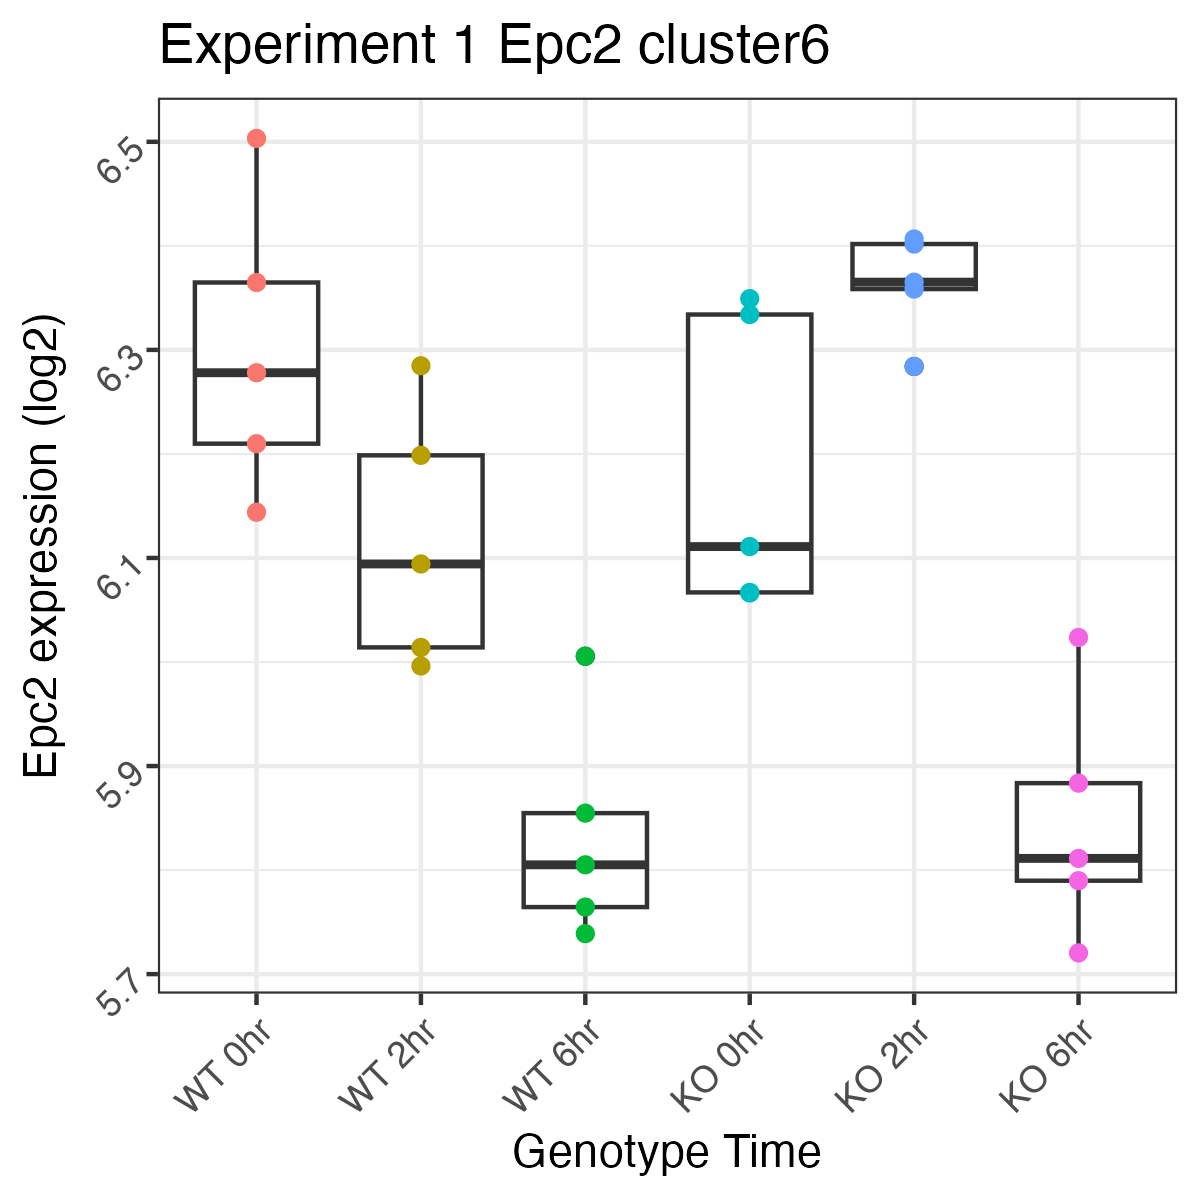 Experiment 1 Epc2 cluster6
Epc2 expression (log2)
6.5
6.3
6.1
5.9
5.7
WT 0hr
WT 2hr
WT 6hr
KO 0hr
KO 2hr
KO 6hr
Genotype Time